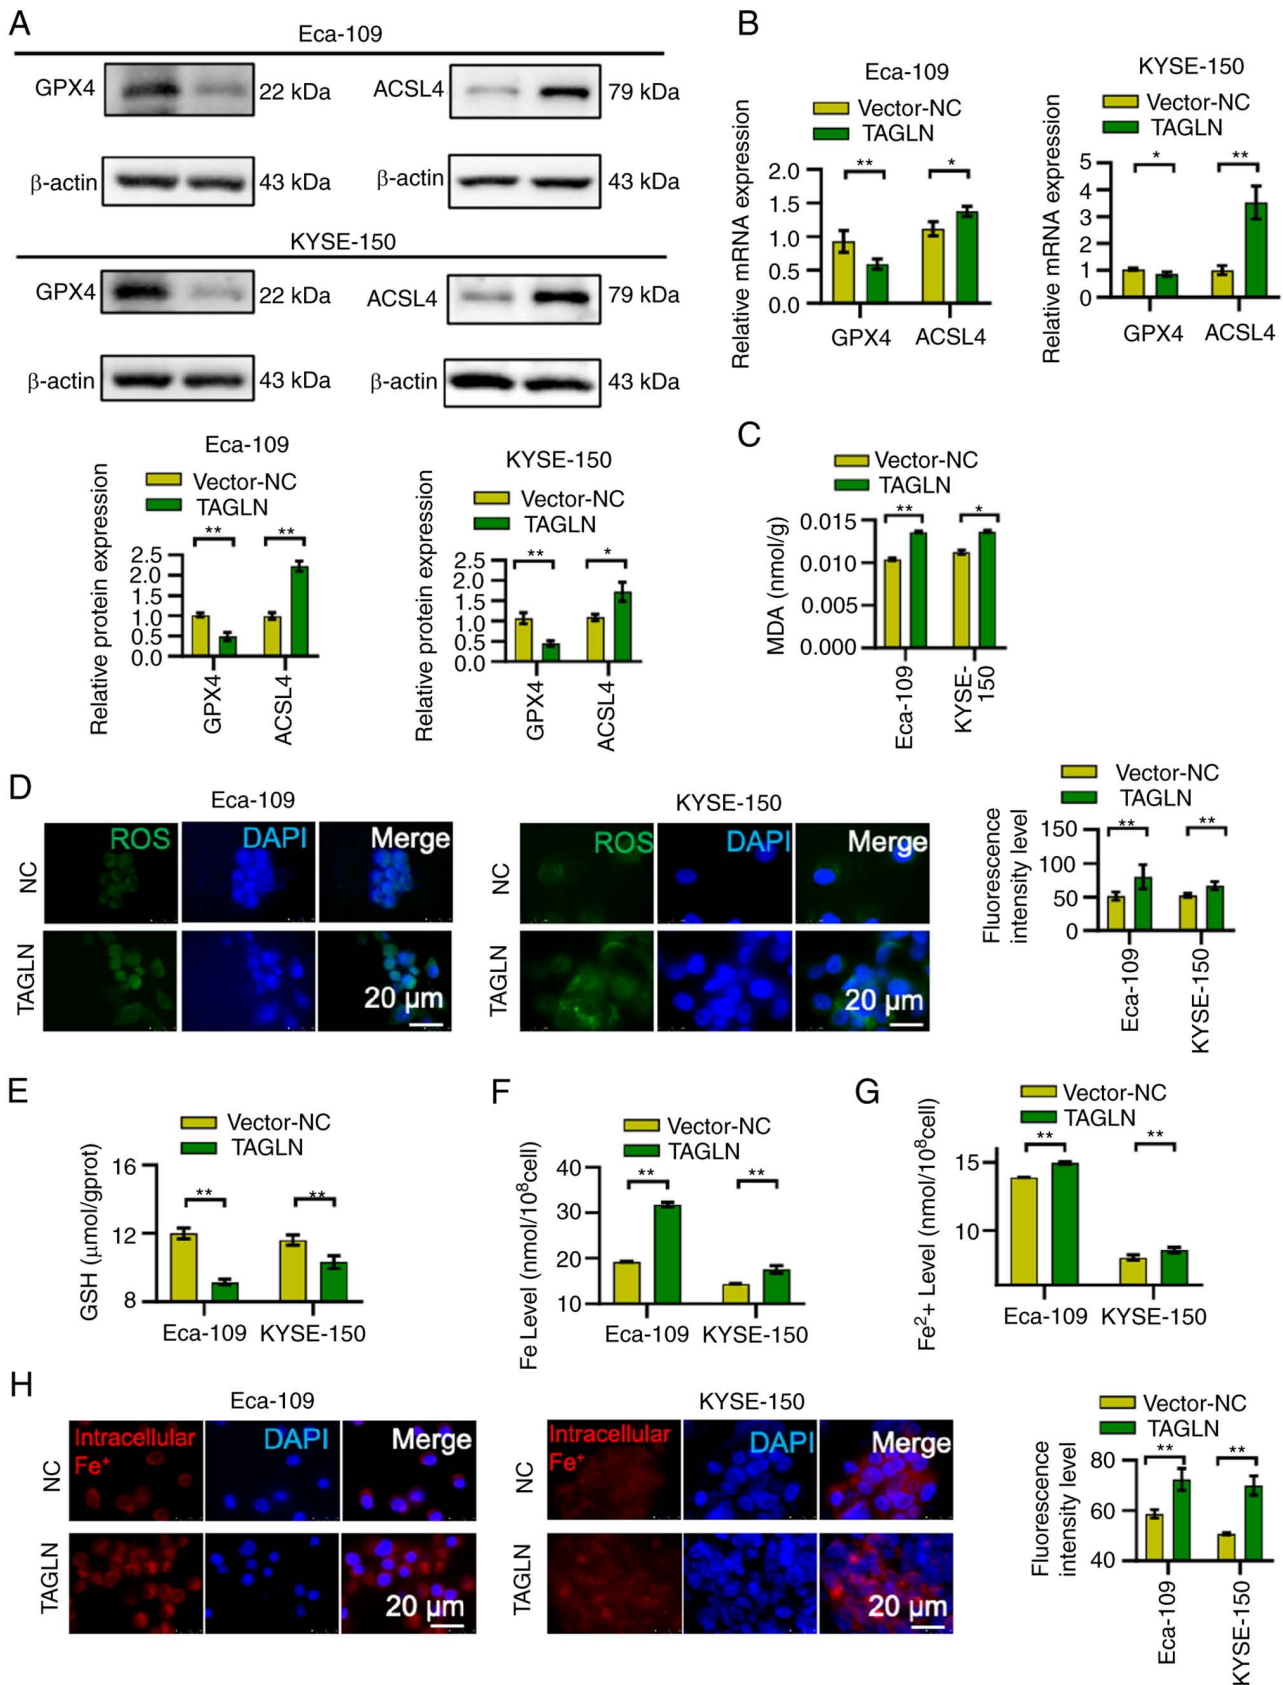 A
Eca-109
GPX4
22 kDa
ACSL4
79 kDa
β-actin
43 kDa
β-actin
43 kDa
KYSE-150
GPX4
22 kDa
ACSL4
79 kDa
β-actin
43 kDa
β-actin
43 kDa
Eca-109
Vector-NC
TAGLN
Relative protein expression
**
**
2.5
2.0
1.5
1.0
0.5
0.0
GPX4
ACSL4
KYSE-150
Vector-NC
TAGLN
Relative protein expression
**
*
2.5
2.0
1.5
1.0
0.5
0.0
GPX4
ACSL4
B
Eca-109
Vector-NC
TAGLN
Relative mRNA expression
**
*
2.0
1.5
1.0
0.5
0.0
GPX4
ACSL4
KYSE-150
Vector-NC
TAGLN
Relative mRNA expression
*
**
5
4
3
2
1
0
GPX4
ACSL4
C
Vector-NC
TAGLN
MDA (nmol/g)
**
*
0.015
0.010
0.005
0.000
Eca-109
KYSE-
150
D
Eca-109
NC
ROS
DAPI
Merge
TAGLN
20 µm
KYSE-150
NC
ROS
DAPI
Merge
TAGLN
20 µm
Vector-NC
TAGLN
Fluorescence
intensity level
**
**
150
100
50
0
Eca-109
KYSE-150
E
Vector-NC
TAGLN
GSH (µmol/gprot)
**
**
16
12
8
Eca-109
KYSE-150
F
Vector-NC
TAGLN
Fe Level (nmol/10⁸cell)
**
**
40
30
20
10
Eca-109
KYSE-150
G
Vector-NC
TAGLN
Fe²+ Level (nmol/10⁸cell)
**
**
15
10
Eca-109
KYSE-150
H
Eca-109
NC
Intracellular
Fe⁺
DAPI
Merge
TAGLN
20 µm
KYSE-150
NC
Intracellular
Fe⁺
DAPI
Merge
TAGLN
20 µm
Vector-NC
TAGLN
Fluorescence
intensity level
**
**
80
60
40
Eca-109
KYSE-150